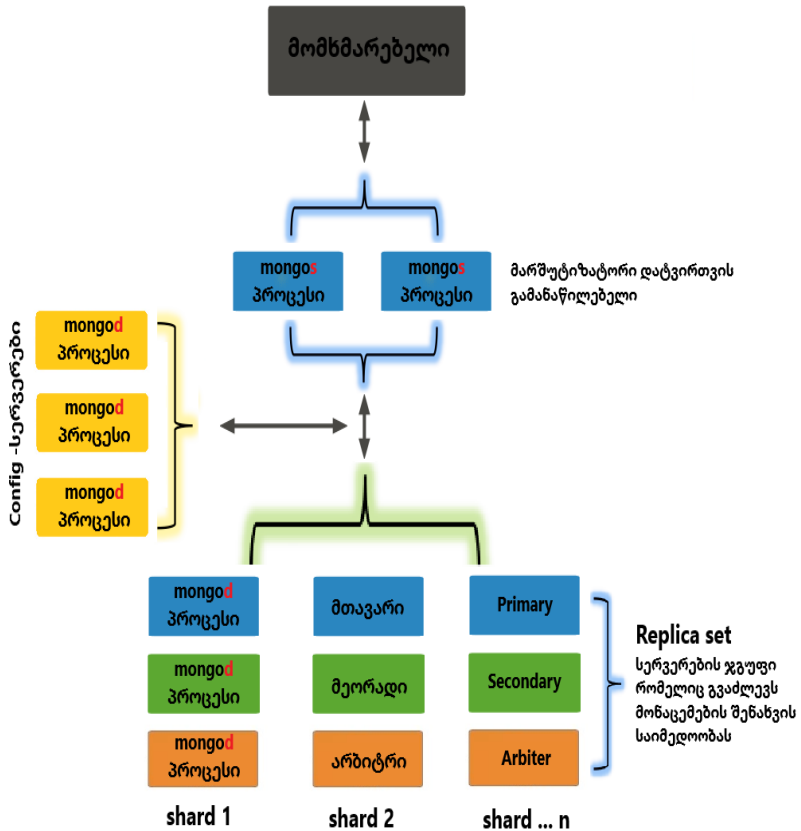 მომხმარებელი
mongos
პროცესი
mongos
პროცესი
მარშუტიზატორი დატვირთვის
გამანაწილებელი
Config -სერვერები
mongod
პროცესი
mongod
პროცესი
mongod
პროცესი
mongod
პროცესი
მთავარი
Primary
mongod
პროცესი
მეორადი
Secondary
mongod
პროცესი
არბიტრი
Arbiter
Replica set
სერვერების ჯგუფი
რომელიც გვაძლევს
მონაცემების შენახვის
საიმედოობას
shard 1
shard 2
shard ... n